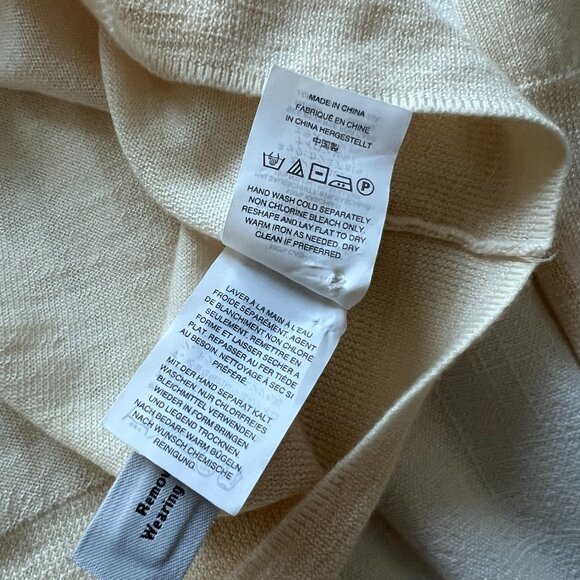 MADE IN CHINA
FABRIQUÉ EN CHINE
IN CHINA HERGESTELLT
中国製
P
HAND WASH COLD SEPARATELY.
NON CHLORINE BLEACH ONLY.
RESHAPE AND LAY FLAT TO DRY.
WARM IRON AS NEEDED. DRY
CLEAN IF PREFERRED.
LAVER À LA MAIN À L'EAU
FROIDE SÉPARÉMENT. AGENT
DE BLANCHIMENT NON CHLORÉ
SEULEMENT. REMETTRE EN
FORME ET LAISSER SÉCHER À
PLAT. REPASSER AU FER TIÈDE
AU BESOIN. NETTOYAGE À SEC SI
PRÉFÉRÉ.
MIT DER HAND SEPARAT KALT
WASCHEN. NUR CHLORFREIES
BLEICHMITTEL VERWENDEN.
WIEDER IN FORM BRINGEN
UND LIEGEND TROCKNEN.
NACH BEDARF WARM BÜGELN.
NACH WUNSCH CHEMISCHE
REINIGUNG.
Remo
Wearing